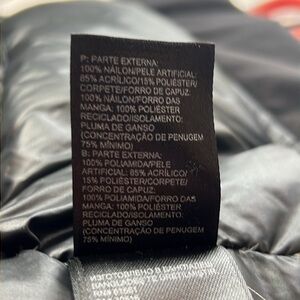 P: PARTE EXTERNA:
100% NÁILON/PELE ARTIFICIAL:
85% ACRÍLICO/15% POLIÉSTER/
CORPETE/FORRO DE CAPUZ:
100% NÁILON/FORRO DAS
MANGA: 100% POLIÉSTER
RECICLADO/ISOLAMENTO:
PLUMA DE GANSO
(CONCENTRAÇÃO DE PENUGEM
75% MÍNIMO)
B: PARTE EXTERNA:
100% POLIAMIDA/PELE
ARTIFICIAL: 85% ACRÍLICO/
15% POLIÉSTER/CORPETE/
FORRO DE CAPUZ:
100% POLIAMIDA/FORRO DAS
MANGA: 100% POLIÉSTER
RECICLADO/ISOLAMENTO:
PLUMA DE GANSO
(CONCENTRAÇÃO DE PENUGEM
75% MÍNIMO)
ИЗГОТОВЛЕНО В